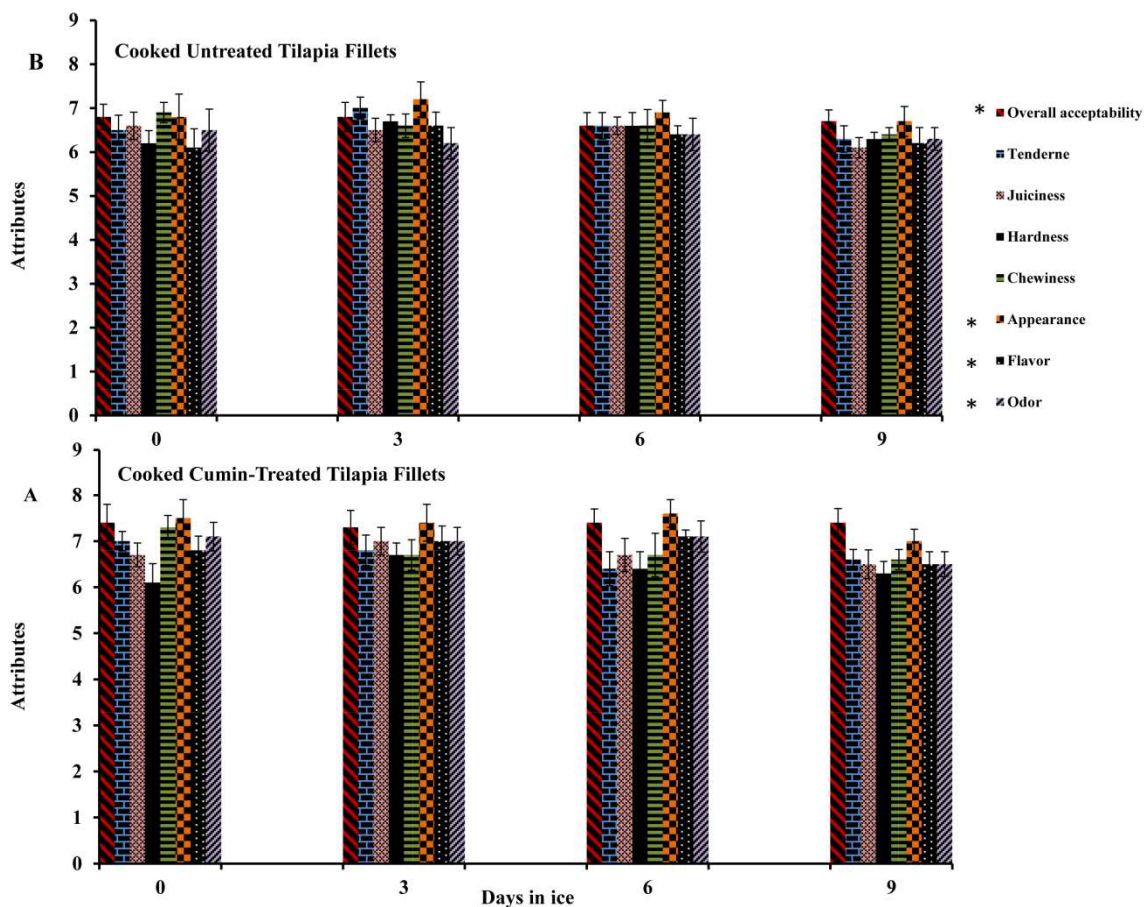 9
B
Cooked Untreated Tilapia Fillets
8
7
6
5
4
3
2
1
0
Attributes
0 3 6 9
* Overall acceptability
Tenderne
Juiciness
Hardness
Chewiness
* Appearance
* Flavor
* Odor
9
A
Cooked Cumin-Treated Tilapia Fillets
8
7
6
5
4
3
2
1
0
Attributes
0 3 6 9
Days in ice